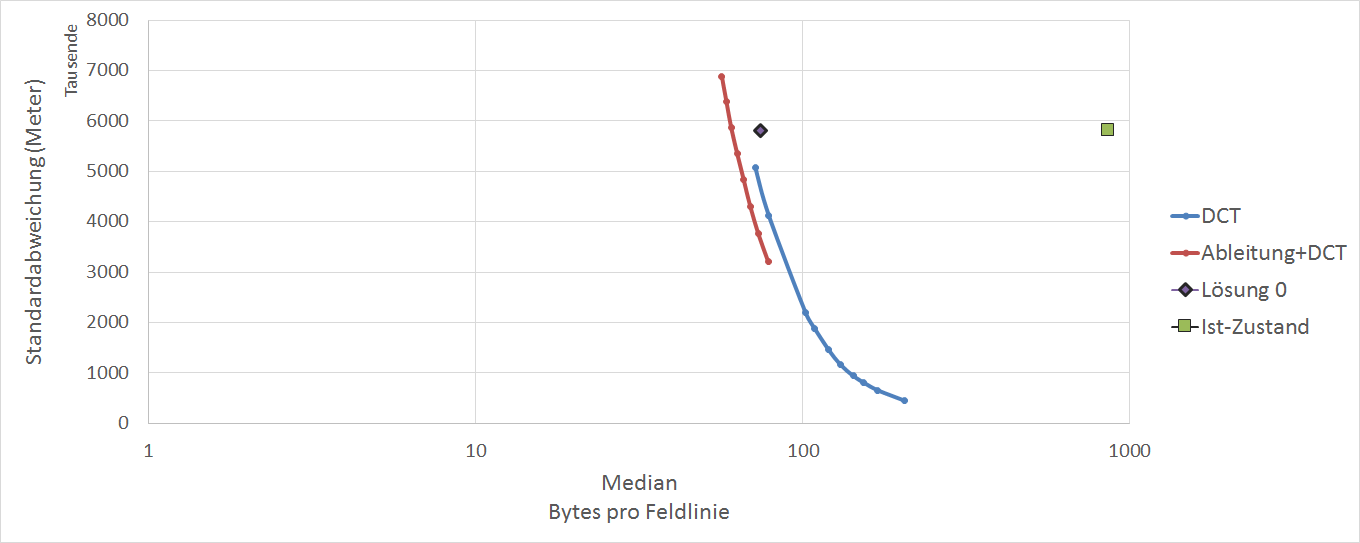 Standardabweichung (Meter)
Tausende
8000
7000
6000
5000
4000
3000
2000
1000
0
1
10
100
1000
Median
Bytes pro Feldlinie
DCT
Ableitung+DCT
Lösung 0
Ist-Zustand